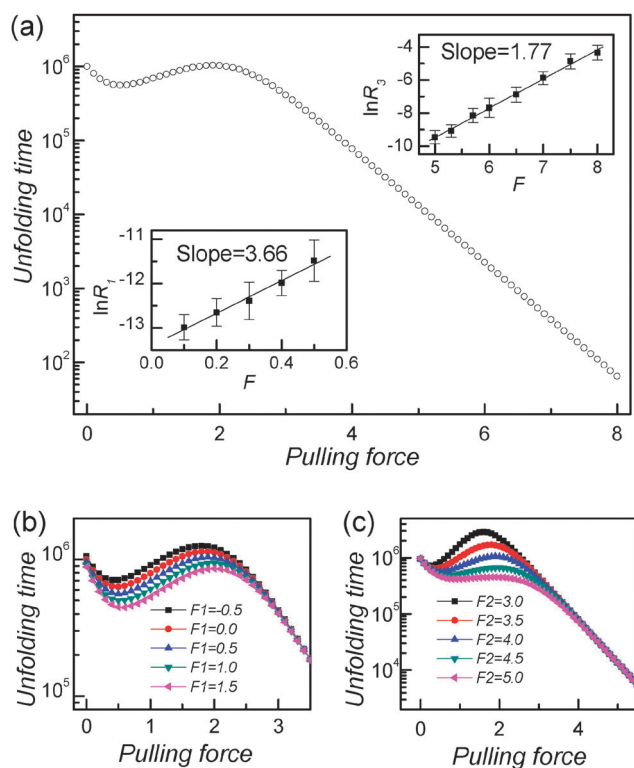 (a)
Unfolding time
10^6
10^5
10^4
10^3
10^2
0 2 4 6 8
Pulling force
Slope=1.77
lnR_3
-4
-6
-8
-10
5 6 7 8
F
Slope=3.66
lnR_1
-11
-12
-13
0.0 0.2 0.4 0.6
F
(b)
Unfolding time
10^6
10^5
F1=-0.5
F1=0.0
F1=0.5
F1=1.0
F1=1.5
0 1 2 3
Pulling force
(c)
Unfolding time
10^6
10^5
10^4
F2=3.0
F2=3.5
F2=4.0
F2=4.5
F2=5.0
0 2 4
Pulling force